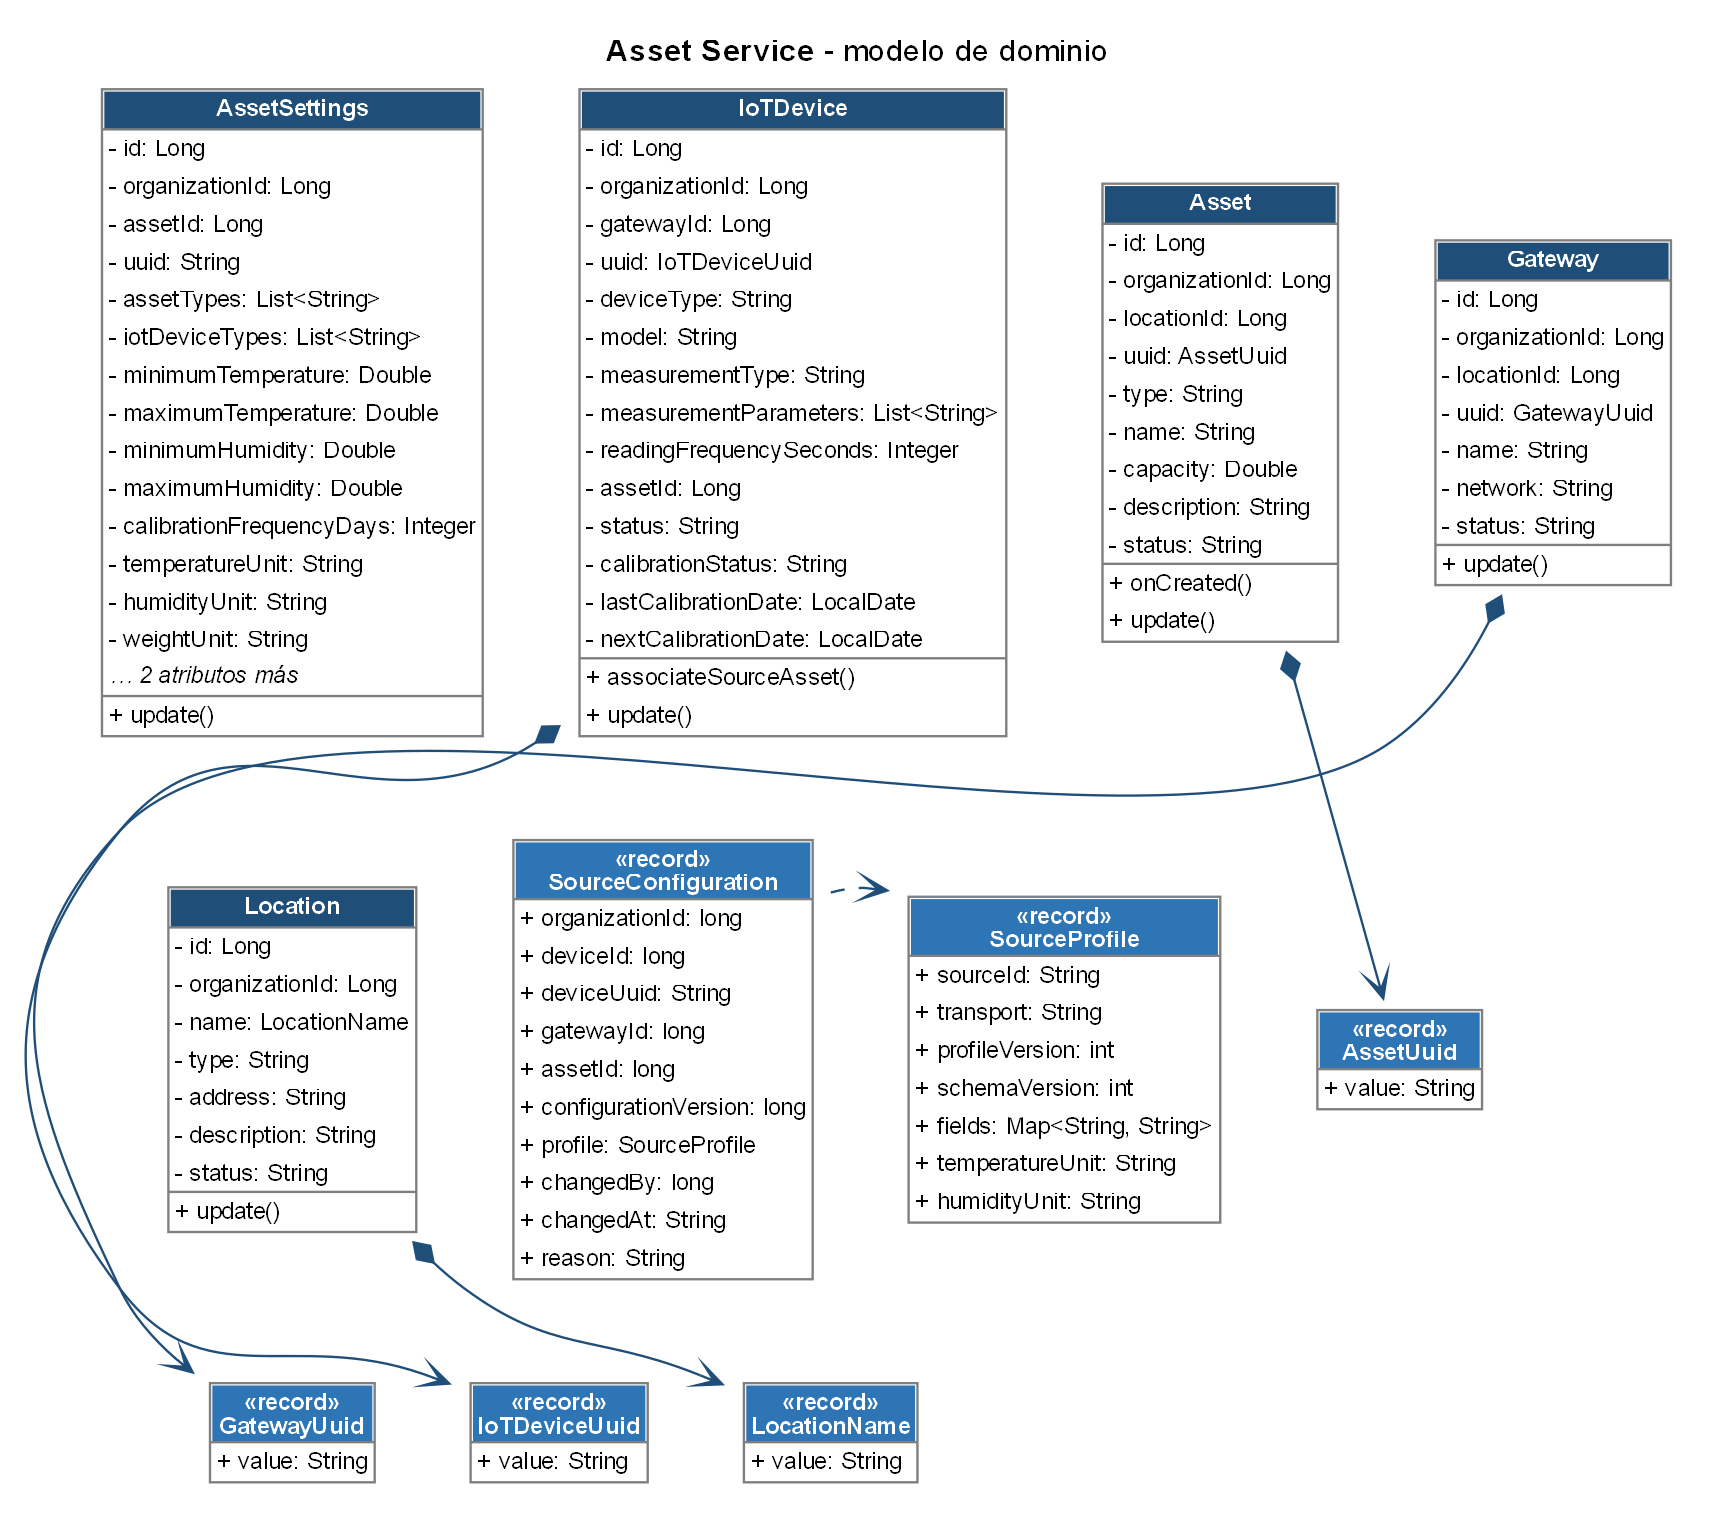 Asset Service - modelo de dominio
AssetSettings
- id: Long
- organizationId: Long
- assetId: Long
- uuid: String
- assetTypes: List<String>
- iotDeviceTypes: List<String>
- minimumTemperature: Double
- maximumTemperature: Double
- minimumHumidity: Double
- maximumHumidity: Double
- calibrationFrequencyDays: Integer
- temperatureUnit: String
- humidityUnit: String
- weightUnit: String
... 2 atributos más
+ update()
IoTDevice
- id: Long
- organizationId: Long
- gatewayId: Long
- uuid: IoTDeviceUuid
- deviceType: String
- model: String
- measurementType: String
- measurementParameters: List<String>
- readingFrequencySeconds: Integer
- assetId: Long
- status: String
- calibrationStatus: String
- lastCalibrationDate: LocalDate
- nextCalibrationDate: LocalDate
+ associateSourceAsset()
+ update()
Asset
- id: Long
- organizationId: Long
- locationId: Long
- uuid: AssetUuid
- type: String
- name: String
- capacity: Double
- description: String
- status: String
+ onCreated()
+ update()
Gateway
- id: Long
- organizationId: Long
- locationId: Long
- uuid: GatewayUuid
- name: String
- network: String
- status: String
+ update()
Location
- id: Long
- organizationId: Long
- name: LocationName
- type: String
- address: String
- description: String
- status: String
+ update()
«record»
SourceConfiguration
+ organizationId: long
+ deviceId: long
+ deviceUuid: String
+ gatewayId: long
+ assetId: long
+ configurationVersion: long
+ profile: SourceProfile
+ changedBy: long
+ changedAt: String
+ reason: String
«record»
SourceProfile
+ sourceId: String
+ transport: String
+ profileVersion: int
+ schemaVersion: int
+ fields: Map<String, String>
+ temperatureUnit: String
+ humidityUnit: String
«record»
AssetUuid
+ value: String
«record»
GatewayUuid
+ value: String
«record»
IoTDeviceUuid
+ value: String
«record»
LocationName
+ value: String